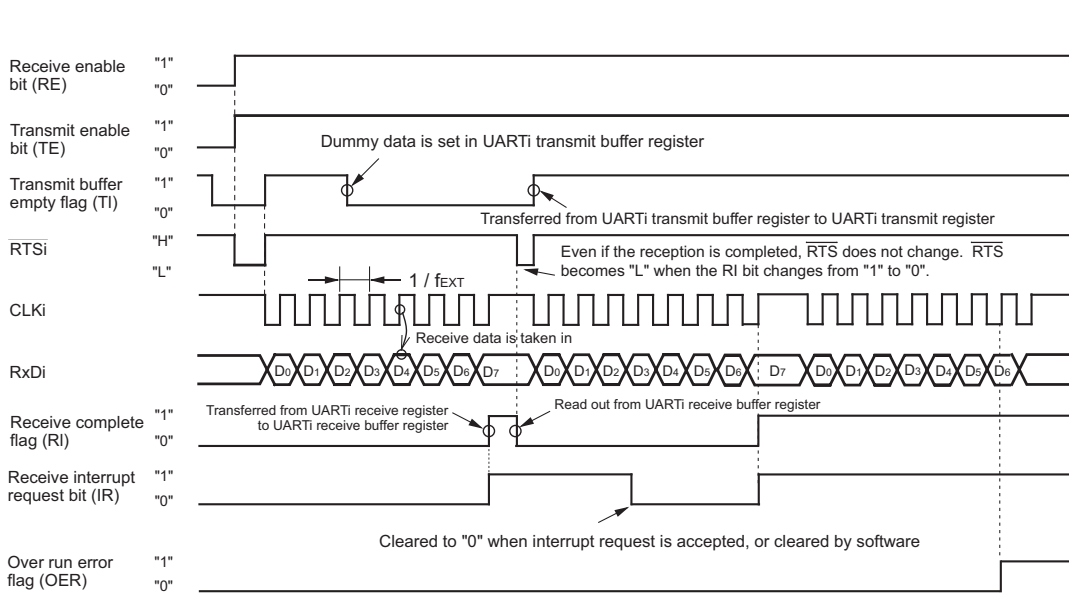 Receive enable
bit (RE)
"1"
"0"
Transmit enable
bit (TE)
"1"
"0"
Dummy data is set in UARTi transmit buffer register
Transmit buffer
empty flag (TI)
"1"
"0"
Transferred from UARTi transmit buffer register to UARTi transmit register
RTSi
"H"
"L"
Even if the reception is completed, RTS does not change. RTS
becomes "L" when the RI bit changes from "1" to "0".
1 / fEXT
CLKi
Receive data is taken in
RxDi
D0 D1 D2 D3 D4 D5 D6 D7 D0 D1 D2 D3 D4 D5 D6 D7 D0 D1 D2 D3 D4 D5 D6
Receive complete
flag (RI)
"1"
"0"
Transferred from UARTi receive register
to UARTi receive buffer register
Read out from UARTi receive buffer register
Receive interrupt
request bit (IR)
"1"
"0"
Cleared to "0" when interrupt request is accepted, or cleared by software
Over run error
flag (OER)
"1"
"0"